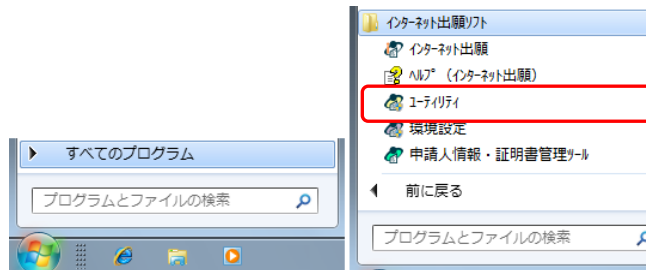 すべてのプログラム
プログラムとファイルの検索
インターネット出願ソフト
インターネット出願
ヘルプ（インターネット出願）
ユーティリティ
環境設定
申請人情報・証明書管理ツール
前に戻る
プログラムとファイルの検索